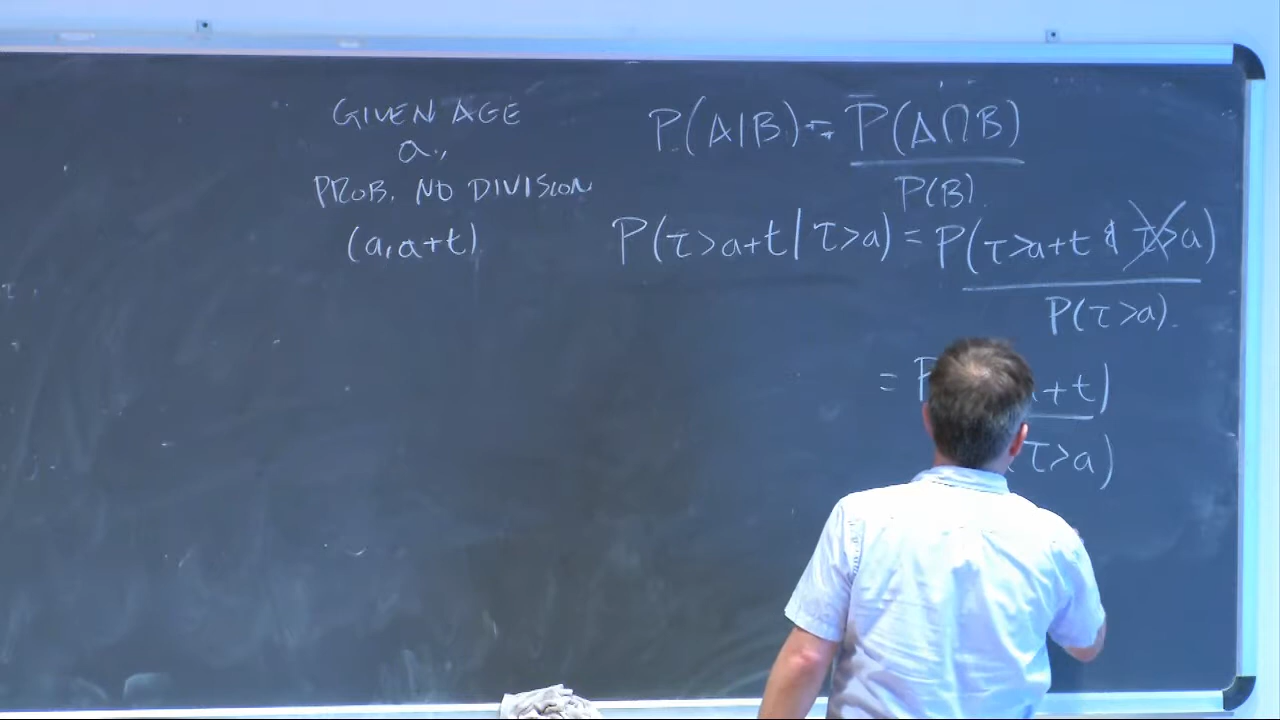 GIVEN AGE
a.,
PROB. NO DIVISION
(a, a+t)
P(A|B) = P(A∩B)
P(B).
P(τ>a+t | τ>a) = P(τ>a+t & τ>a)
P(τ>a).
= P +t)
τ>a)